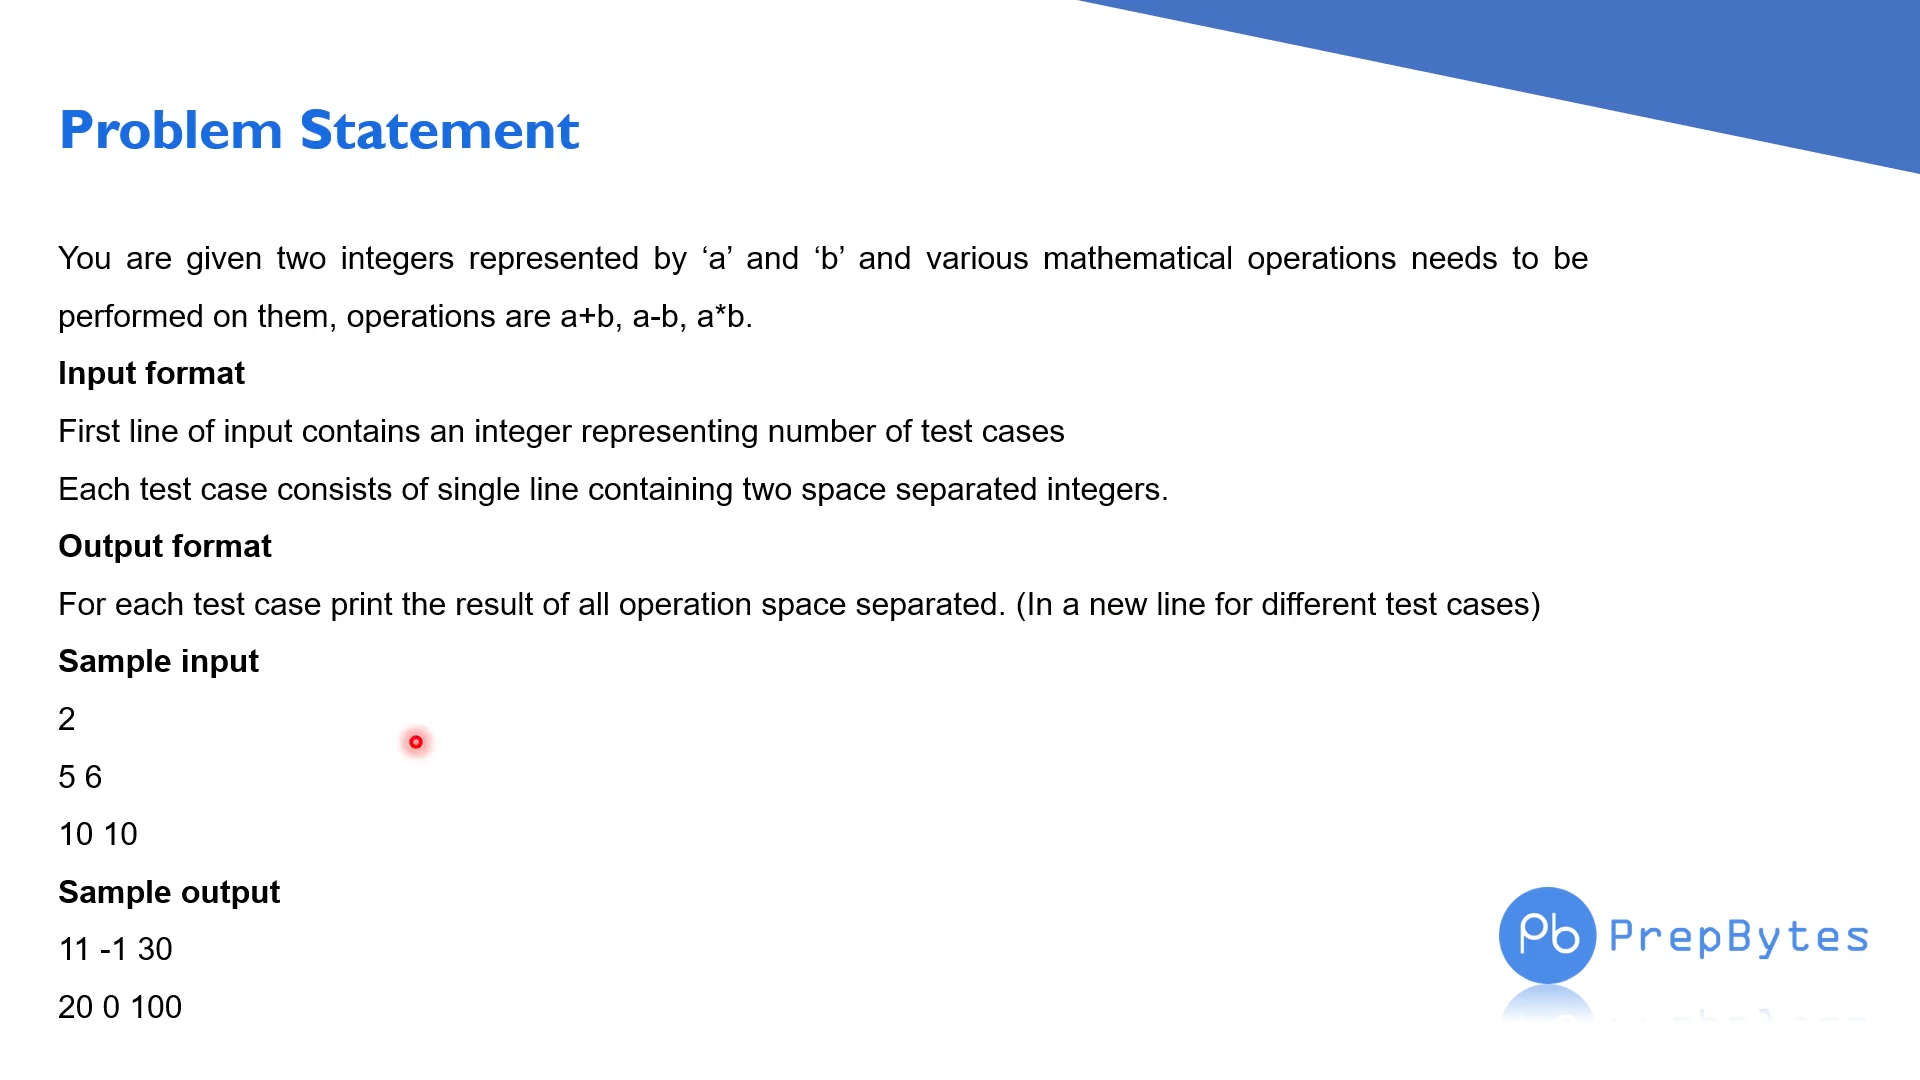 Problem Statement
You are given two integers represented by ‘a’ and ‘b’ and various mathematical operations needs to be
performed on them, operations are a+b, a-b, a*b.
Input format
First line of input contains an integer representing number of test cases
Each test case consists of single line containing two space separated integers.
Output format
For each test case print the result of all operation space separated. (In a new line for different test cases)
Sample input
2
5 6
10 10
Sample output
11 -1 30
20 0 100
Pb PrepBytes